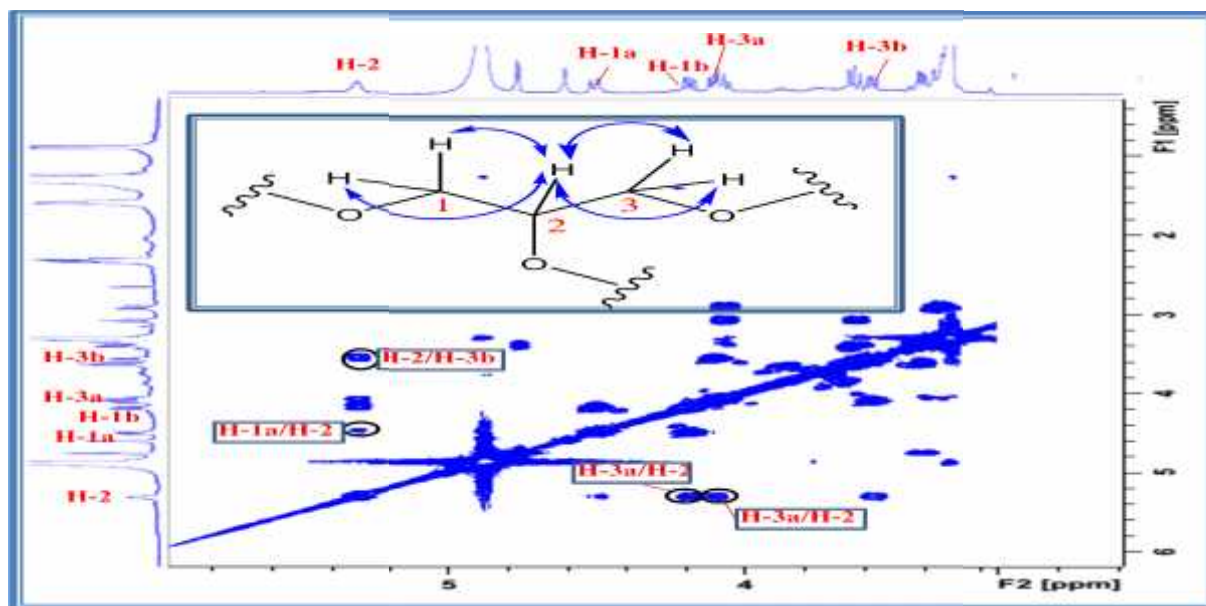 H-2
H-1a
H-1b
H-3a
H-3b
H
H
H
H
H
O
1
2
3
O
O
F1 [ppm]
2
3
4
5
6
H-3b
H-3a
H-1b
H-1a
H-2
H-2/H-3b
H-1a/H-2
H-3a/H-2
H-3a/H-2
5
4
F2 [ppm]